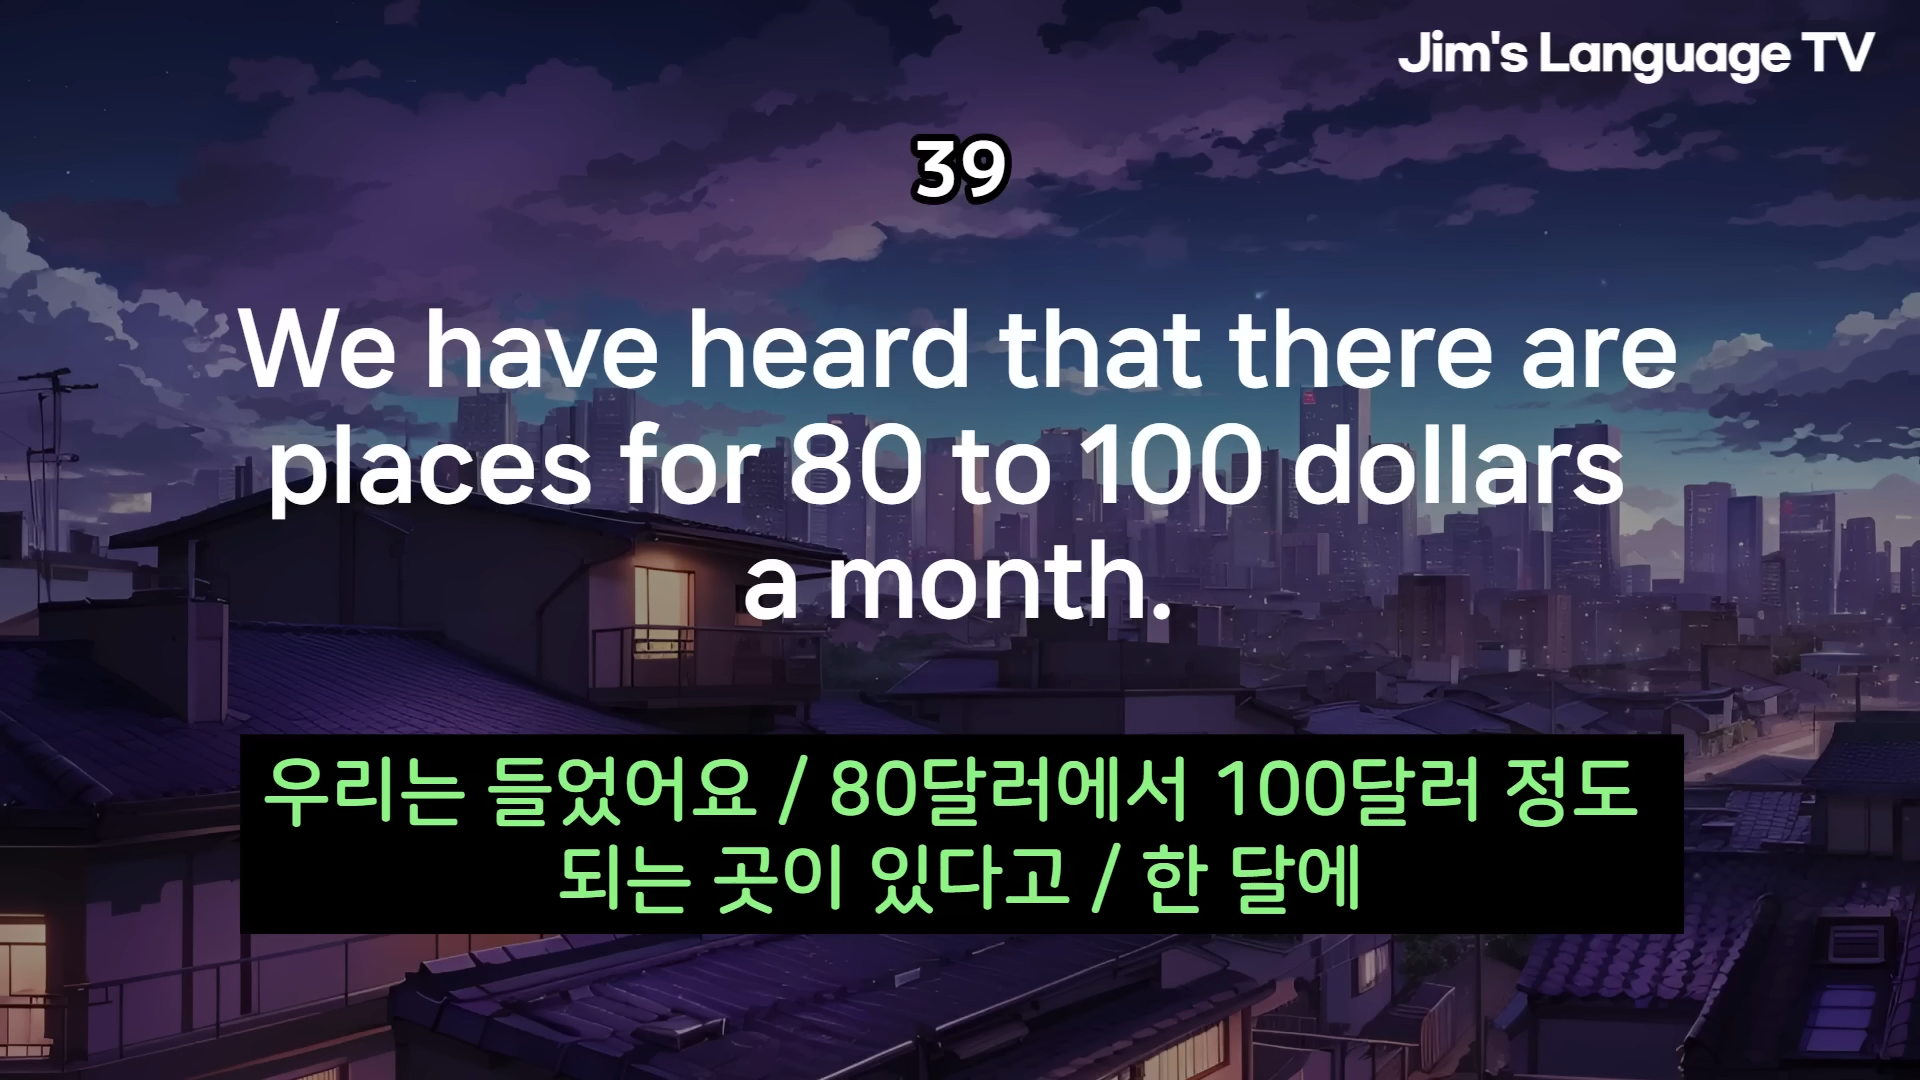 Jim's Language TV
39
We have heard that there are
places for 80 to 100 dollars
a month.
우리는 들었어요 / 80달러에서 100달러 정도
되는 곳이 있다고 / 한 달에